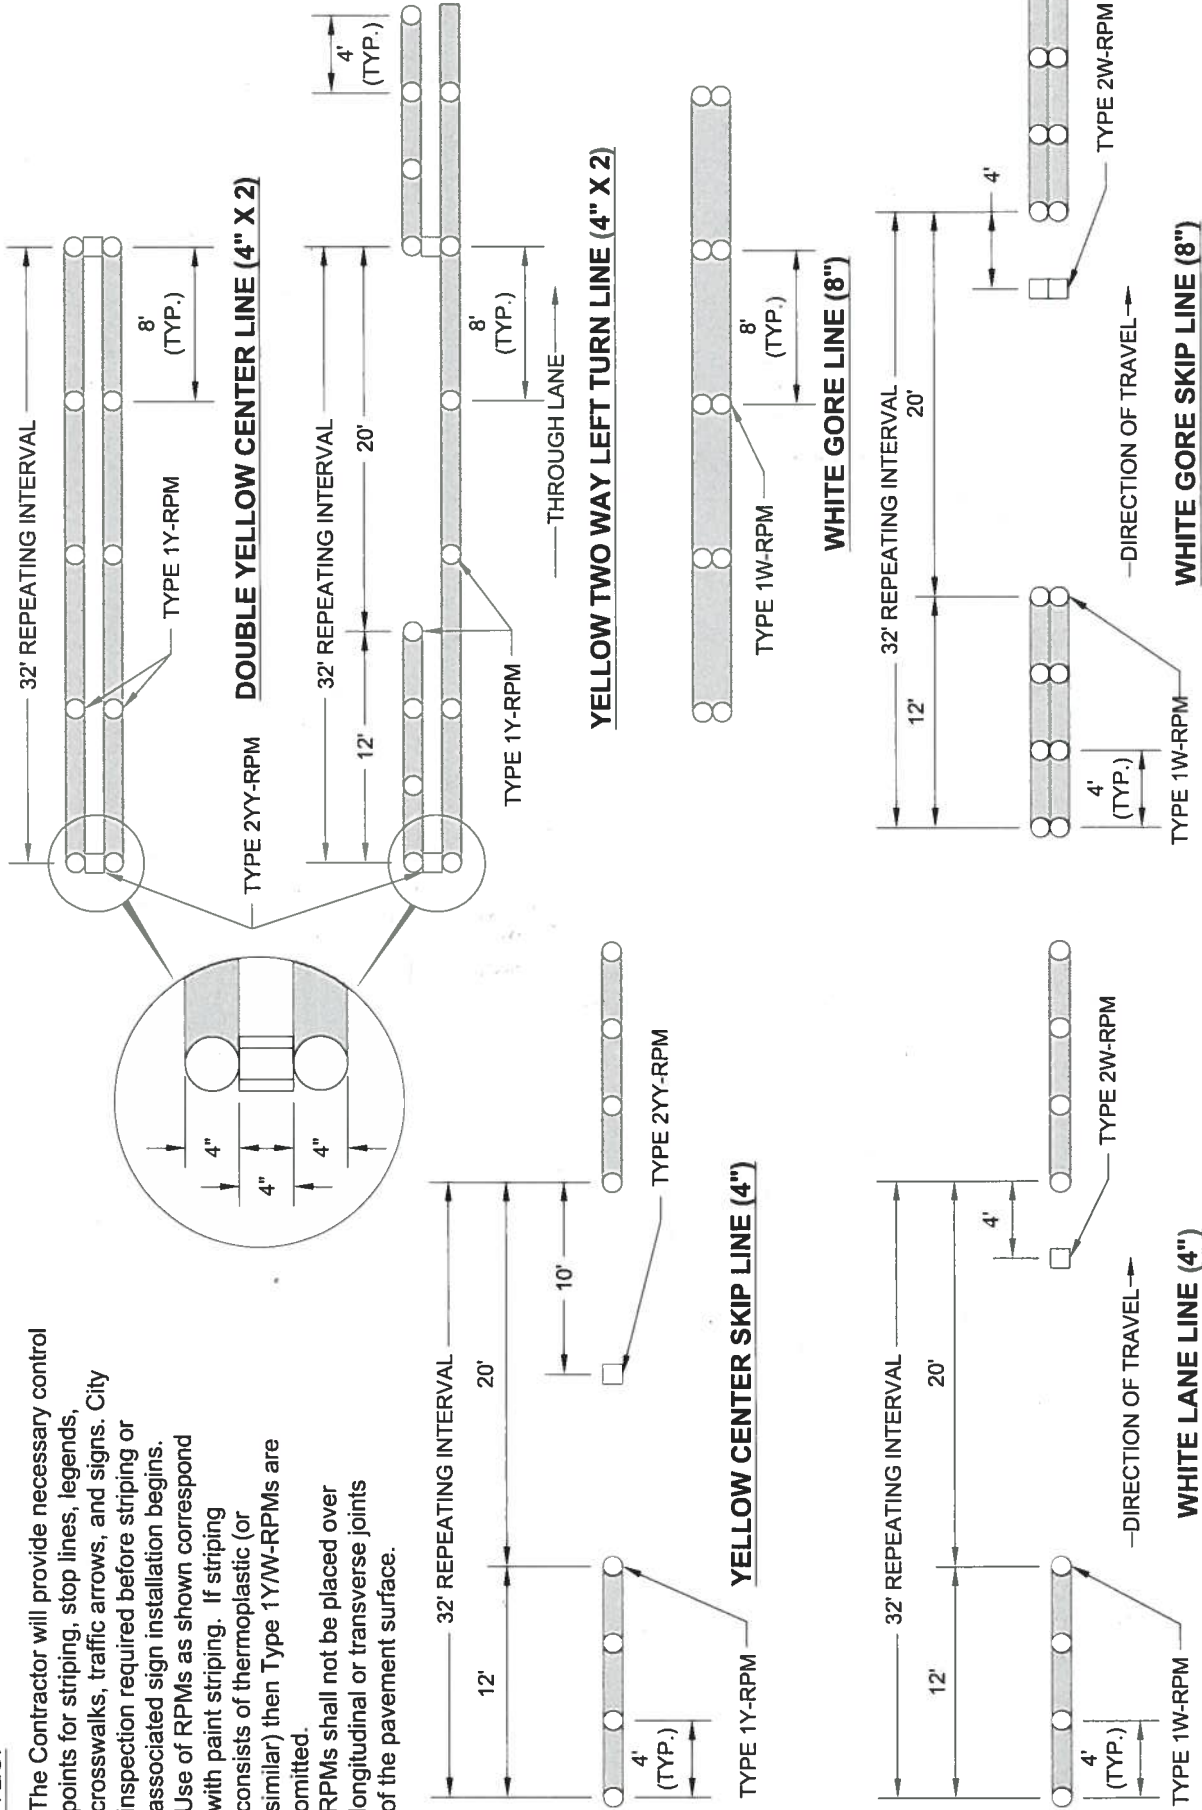 The Contractor will provide necessary control
points for striping, stop lines, legends,
crosswalks, traffic arrows, and signs. City
inspection required before striping or
associated sign installation begins.
Use of RPMs as shown correspond
with paint striping. If striping
consists of thermoplastic (or
similar) then Type 1Y/W-RPMs are
omitted.
RPMs shall not be placed over
longitudinal or transverse joints
of the pavement surface.
4"
4"
4"
TYPE 2YY-RPM
32' REPEATING INTERVAL
TYPE 1Y-RPM
8'
(TYP.)
DOUBLE YELLOW CENTER LINE (4" X 2)
32' REPEATING INTERVAL
12'
20'
4'
(TYP.)
8'
(TYP.)
TYPE 1Y-RPM
THROUGH LANE
YELLOW TWO WAY LEFT TURN LINE (4" X 2)
32' REPEATING INTERVAL
12'
20'
10'
4'
(TYP.)
TYPE 1Y-RPM
TYPE 2YY-RPM
YELLOW CENTER SKIP LINE (4")
TYPE 1W-RPM
8'
(TYP.)
WHITE GORE LINE (8")
32' REPEATING INTERVAL
12'
20'
4'
4'
(TYP.)
TYPE 1W-RPM
DIRECTION OF TRAVEL
TYPE 2W-RPM
WHITE LANE LINE (4")
32' REPEATING INTERVAL
12'
20'
4'
4'
(TYP.)
TYPE 1W-RPM
DIRECTION OF TRAVEL
TYPE 2W-RPM
WHITE GORE SKIP LINE (8")